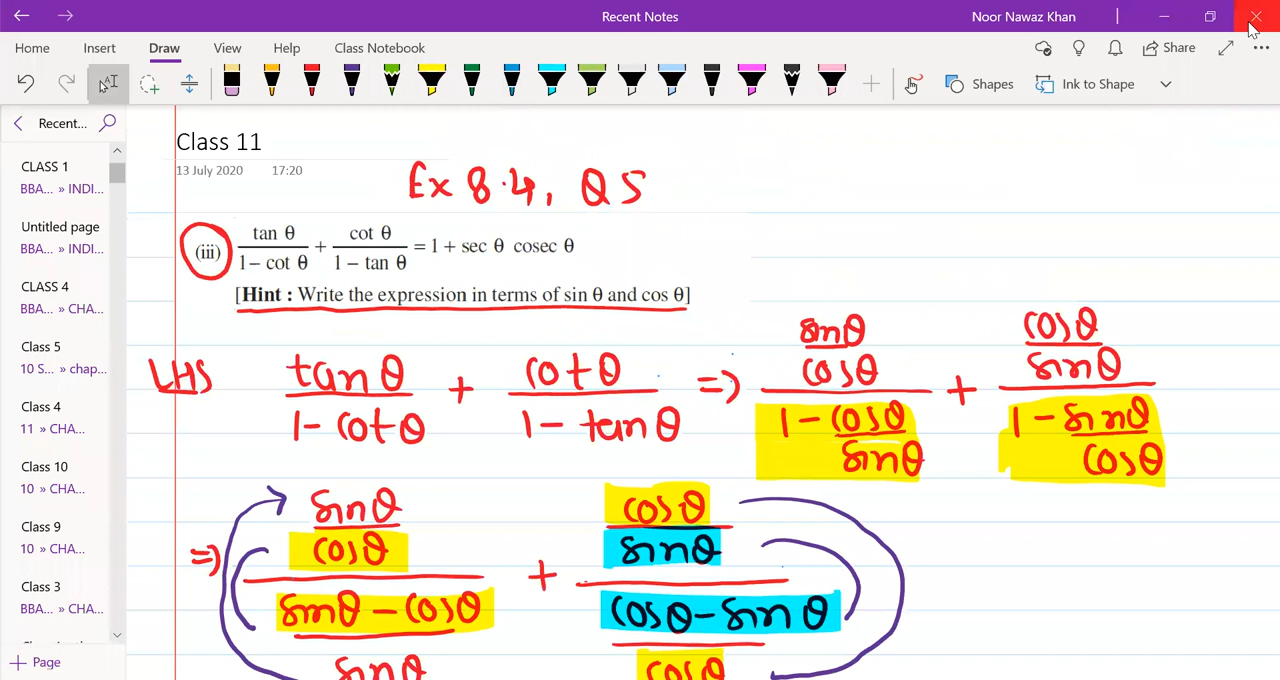 Recent Notes
Noor Nawaz Khan
Home Insert Draw View Help Class Notebook
Share
Shapes
Ink to Shape
Recent...
CLASS 1
BBA... » INDI...
Untitled page
BBA... » INDI...
CLASS 4
BBA... » CHA...
Class 5
10 S... » chap...
Class 4
11 » CHA...
Class 10
10 » CHA...
Class 9
10 » CHA...
Class 3
BBA... » CHA...
+ Page
Class 11
13 July 2020 17:20
Ex 8.4, Q5
(iii) tan θ / 1 – cot θ + cot θ / 1 – tan θ = 1 + sec θ cosec θ
[Hint : Write the expression in terms of sin θ and cos θ]
LHS tanθ / 1 - cotθ + cotθ / 1 - tanθ => sinθ/cosθ / 1 - cosθ/sinθ + cosθ/sinθ / 1 - sinθ/cosθ
=> sinθ/cosθ / sinθ - cosθ/sinθ + cosθ/sinθ / cosθ - sinθ/cosθ